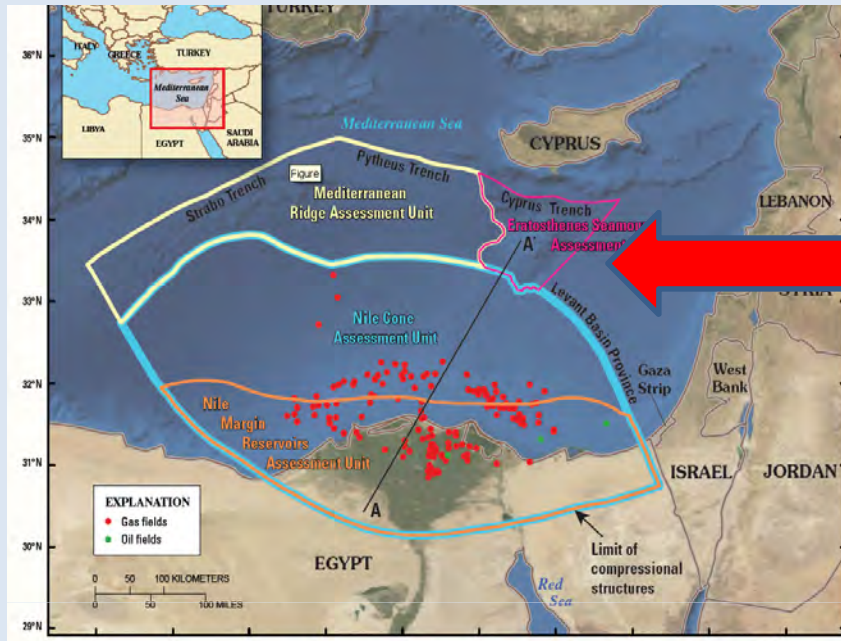 ITALY
GREECE
TURKEY
Mediterranean
Sea
LIBYA
EGYPT
SAUDI
ARABIA
TURKEY
36°N
35°N
34°N
33°N
32°N
31°N
30°N
29°N
Mediterranean Sea
CYPRUS
Figure
Pytheus Trench
Strabo Trench
Mediterranean
Ridge Assessment Unit
Cyprus Trench
Eratosthenes Seamou
Assessment
A'
LEBANON
SYRIA
Levant Basin Province
Nile Cone
Assessment Unit
Gaza
Strip
West
Bank
Nile
Margin
Reservoirs
Assessment Unit
ISRAEL
JORDAN
A
EXPLANATION
Gas fields
Oil fields
0 50 100 KILOMETERS
0 50 100 MILES
EGYPT
Limit of
compressional
structures
Red
Sea